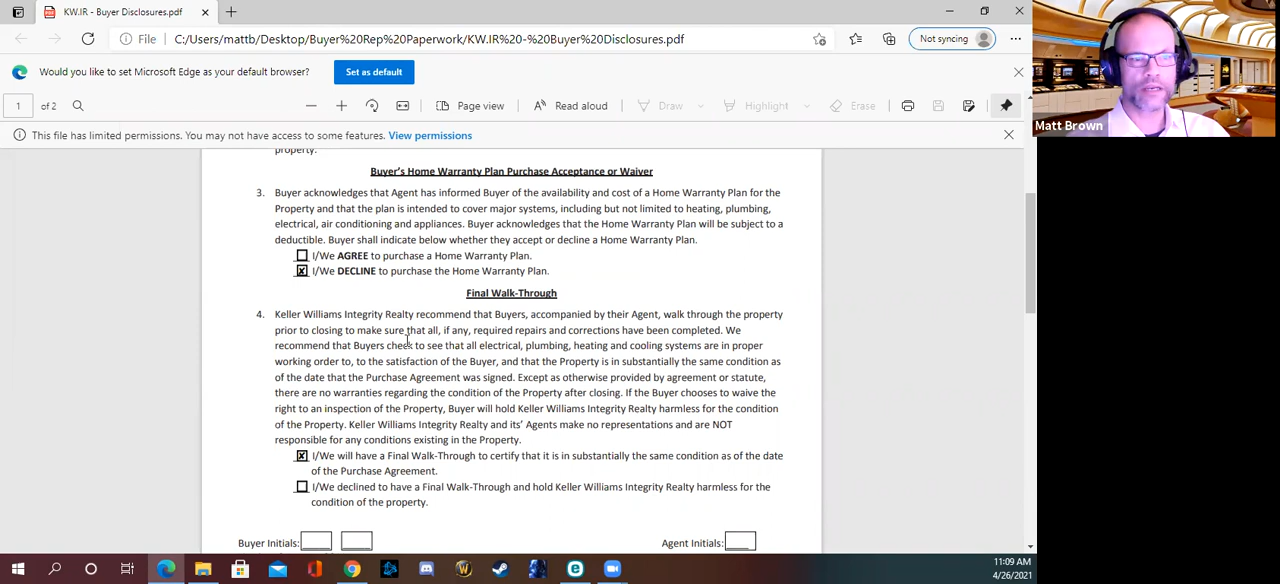 KW.IR - Buyer Disclosures.pdf
File
C:/Users/mattb/Desktop/Buyer%20Rep%20Paperwork/KW.IR%20-%20Buyer%20Disclosures.pdf
Not syncing
Would you like to set Microsoft Edge as your default browser?
Set as default
1 of 2
Page view
Read aloud
Draw
Highlight
Erase
This file has limited permissions. You may not have access to some features. View permissions
Matt Brown
property.
Buyer's Home Warranty Plan Purchase Acceptance or Waiver
3. Buyer acknowledges that Agent has informed Buyer of the availability and cost of a Home Warranty Plan for the
Property and that the plan is intended to cover major systems, including but not limited to heating, plumbing,
electrical, air conditioning and appliances. Buyer acknowledges that the Home Warranty Plan will be subject to a
deductible. Buyer shall indicate below whether they accept or decline a Home Warranty Plan.
I/We AGREE to purchase a Home Warranty Plan.
X I/We DECLINE to purchase the Home Warranty Plan.
Final Walk-Through
4. Keller Williams Integrity Realty recommend that Buyers, accompanied by their Agent, walk through the property
prior to closing to make sure that all, if any, required repairs and corrections have been completed. We
recommend that Buyers check to see that all electrical, plumbing, heating and cooling systems are in proper
working order to, to the satisfaction of the Buyer, and that the Property is in substantially the same condition as
of the date that the Purchase Agreement was signed. Except as otherwise provided by agreement or statute,
there are no warranties regarding the condition of the Property after closing. If the Buyer chooses to waive the
right to an inspection of the Property, Buyer will hold Keller Williams Integrity Realty harmless for the condition
of the Property. Keller Williams Integrity Realty and its' Agents make no representations and are NOT
responsible for any conditions existing in the Property.
X I/We will have a Final Walk-Through to certify that it is in substantially the same condition as of the date
of the Purchase Agreement.
I/We declined to have a Final Walk-Through and hold Keller Williams Integrity Realty harmless for the
condition of the property.
Buyer Initials:
Agent Initials:
11:09 AM
4/26/2021